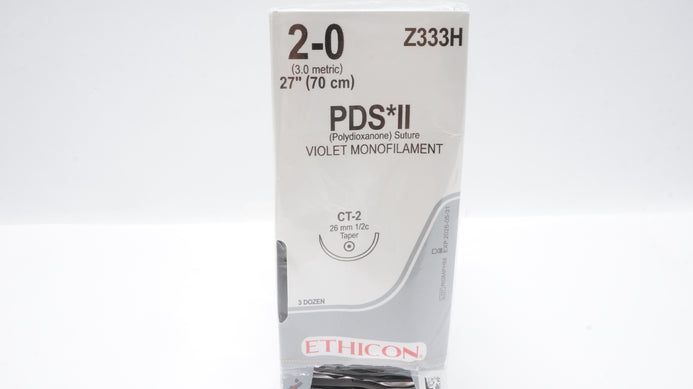 2-0
Z333H
(3.0 metric)
27" (70 cm)
PDS*II
(Polydioxanone) Suture
VIOLET MONOFILAMENT
CT-2
26 mm 1/2c
Taper
3 DOZEN
ETHICON